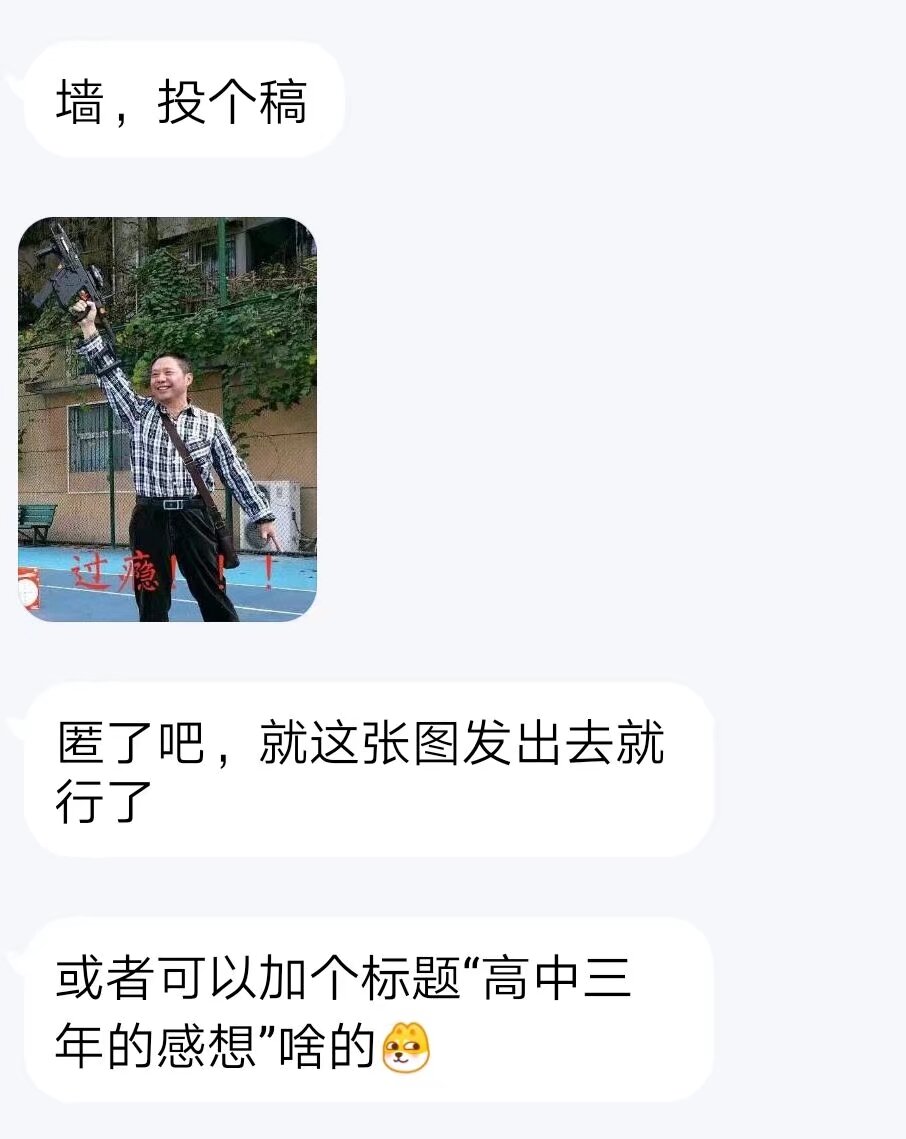 墙，投个稿
过瘾！！！
匿了吧，就这张图发出去就
行了
或者可以加个标题“高中三
年的感想”啥的